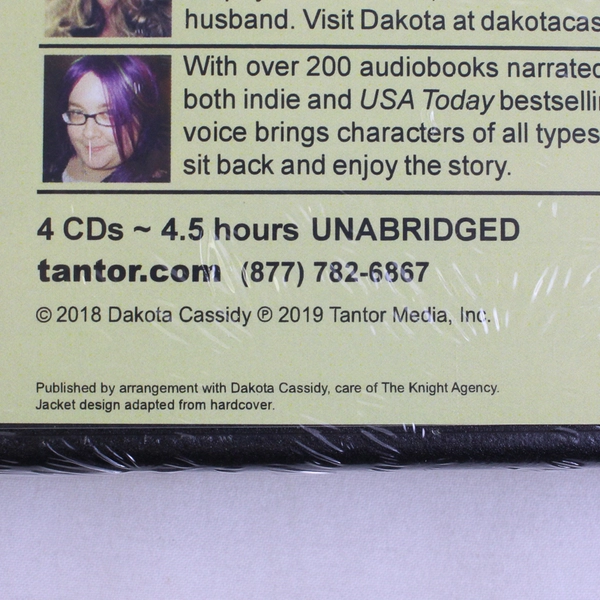 husband. Visit Dakota at dakotacas
With over 200 audiobooks narrated
both indie and USA Today bestselli
voice brings characters of all types
sit back and enjoy the story.
4 CDs ~ 4.5 hours UNABRIDGED
tantor.com (877) 782-6867
© 2018 Dakota Cassidy ℗ 2019 Tantor Media, Inc.
Published by arrangement with Dakota Cassidy, care of The Knight Agency.
Jacket design adapted from hardcover.